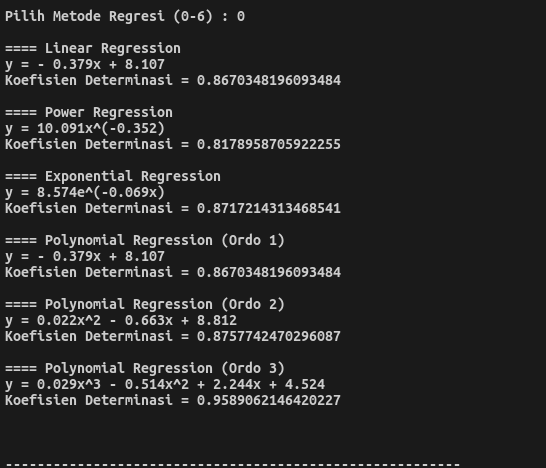 Pilih Metode Regresi (0-6) : 0
==== Linear Regression
y = - 0.379x + 8.107
Koefisien Determinasi = 0.8670348196093484
==== Power Regression
y = 10.091x^(-0.352)
Koefisien Determinasi = 0.8178958705922255
==== Exponential Regression
y = 8.574e^(-0.069x)
Koefisien Determinasi = 0.8717214313468541
==== Polynomial Regression (Ordo 1)
y = - 0.379x + 8.107
Koefisien Determinasi = 0.8670348196093484
==== Polynomial Regression (Ordo 2)
y = 0.022x^2 - 0.663x + 8.812
Koefisien Determinasi = 0.8757742470296087
==== Polynomial Regression (Ordo 3)
y = 0.029x^3 - 0.514x^2 + 2.244x + 4.524
Koefisien Determinasi = 0.9589062146420227
---------------------------------------------------------